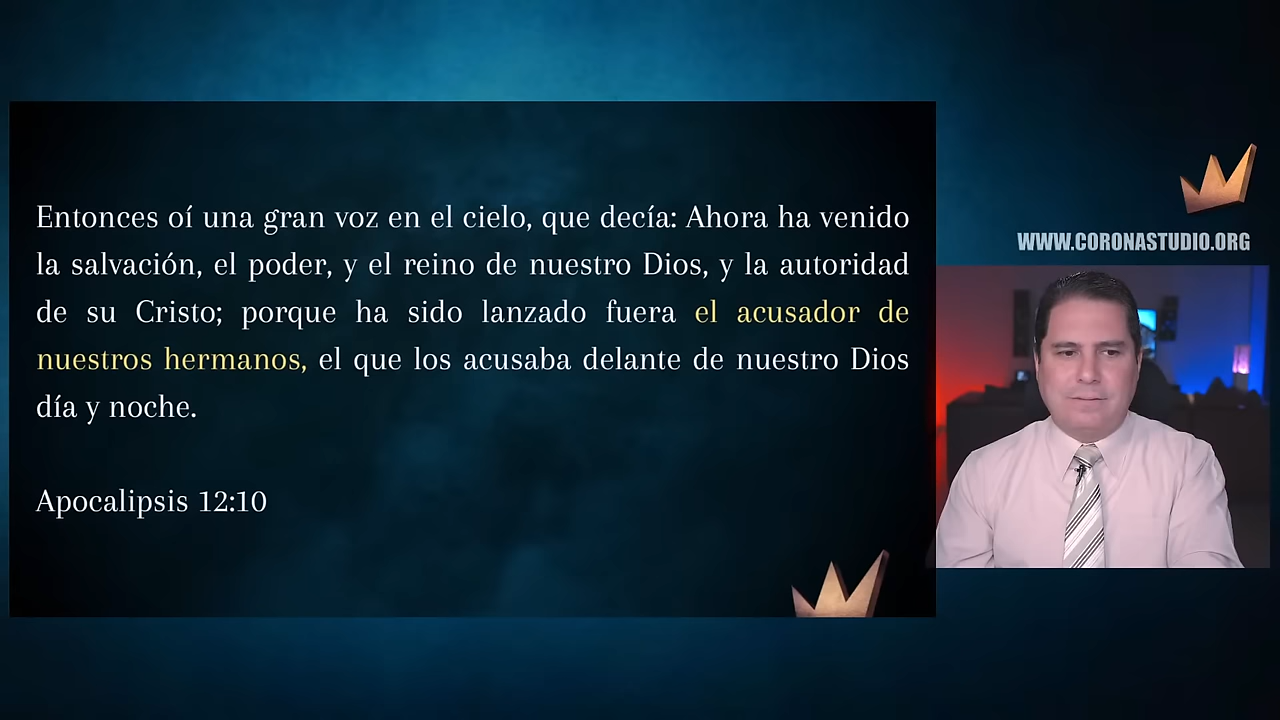 Entonces oí una gran voz en el cielo, que decía: Ahora ha venido
la salvación, el poder, y el reino de nuestro Dios, y la autoridad
de su Cristo; porque ha sido lanzado fuera el acusador de
nuestros hermanos, el que los acusaba delante de nuestro Dios
día y noche.
Apocalipsis 12:10
WWW.CORONASTUDIO.ORG